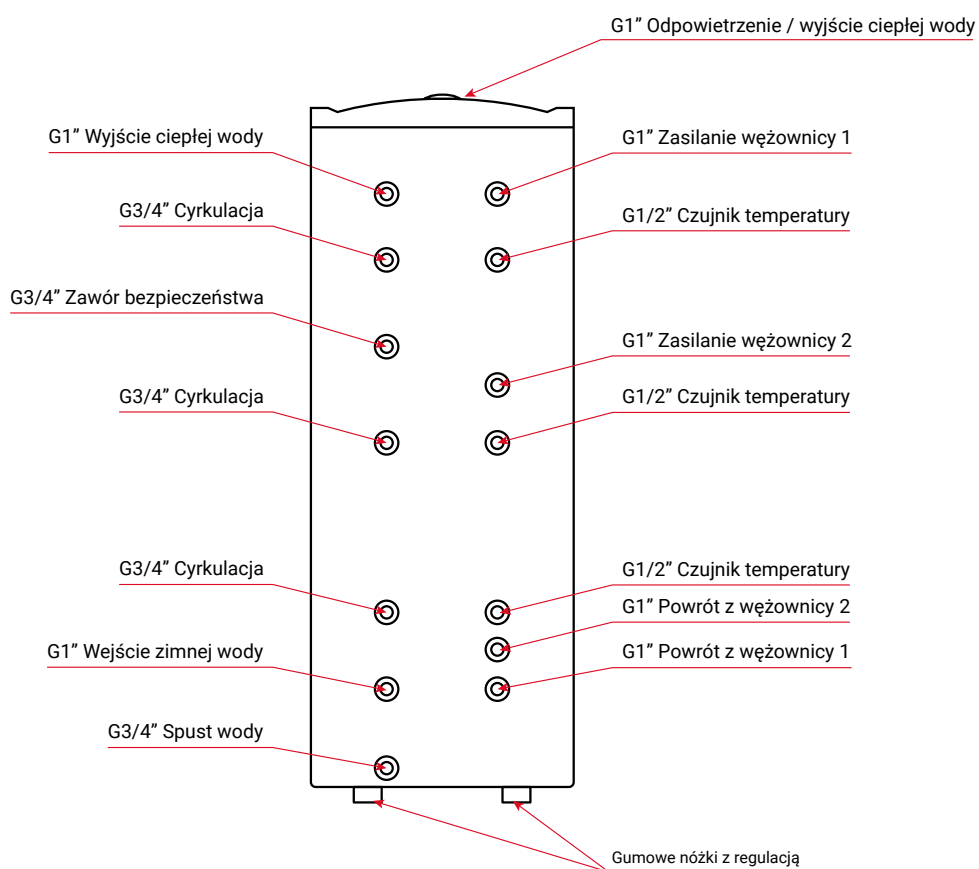 G1” Odpowietrzenie / wyjście ciepłej wody
G1” Wyjście ciepłej wody
G1” Zasilanie wężownicy 1
G3/4” Cyrkulacja
G1/2” Czujnik temperatury
G3/4” Zawór bezpieczeństwa
G1” Zasilanie wężownicy 2
G3/4” Cyrkulacja
G1/2” Czujnik temperatury
G3/4” Cyrkulacja
G1/2” Czujnik temperatury
G1” Powrót z wężownicy 2
G1” Wejście zimnej wody
G1” Powrót z wężownicy 1
G3/4” Spust wody
Gumowe nóżki z regulacją